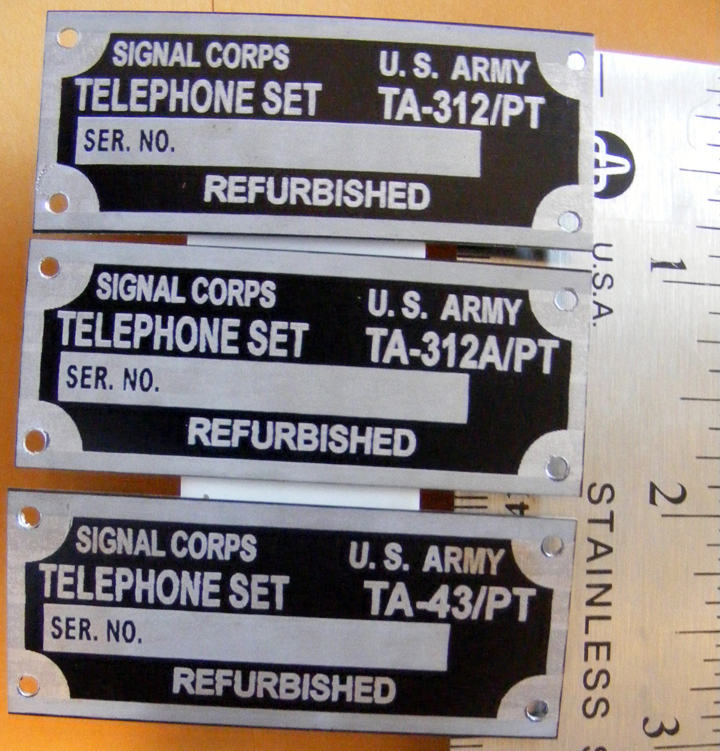 SIGNAL CORPS U. S. ARMY
TELEPHONE SET TA-312/PT
SER. NO.
REFURBISHED
SIGNAL CORPS U. S. ARMY
TELEPHONE SET TA-312A/PT
SER. NO.
REFURBISHED
SIGNAL CORPS U. S. ARMY
TELEPHONE SET TA-43/PT
SER. NO.
REFURBISHED
U.S.A.
STAINLESS
1
2
3